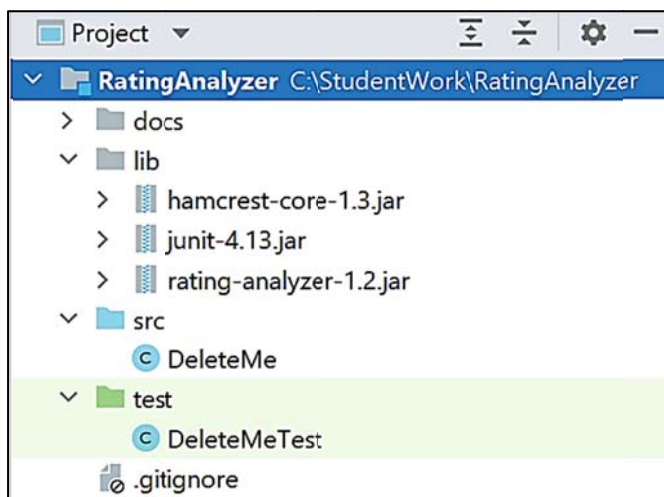 Project
RatingAnalyzer C:\StudentWork\RatingAnalyzer
docs
lib
hamcrest-core-1.3.jar
junit-4.13.jar
rating-analyzer-1.2.jar
src
C DeleteMe
test
C DeleteMeTest
.gitignore